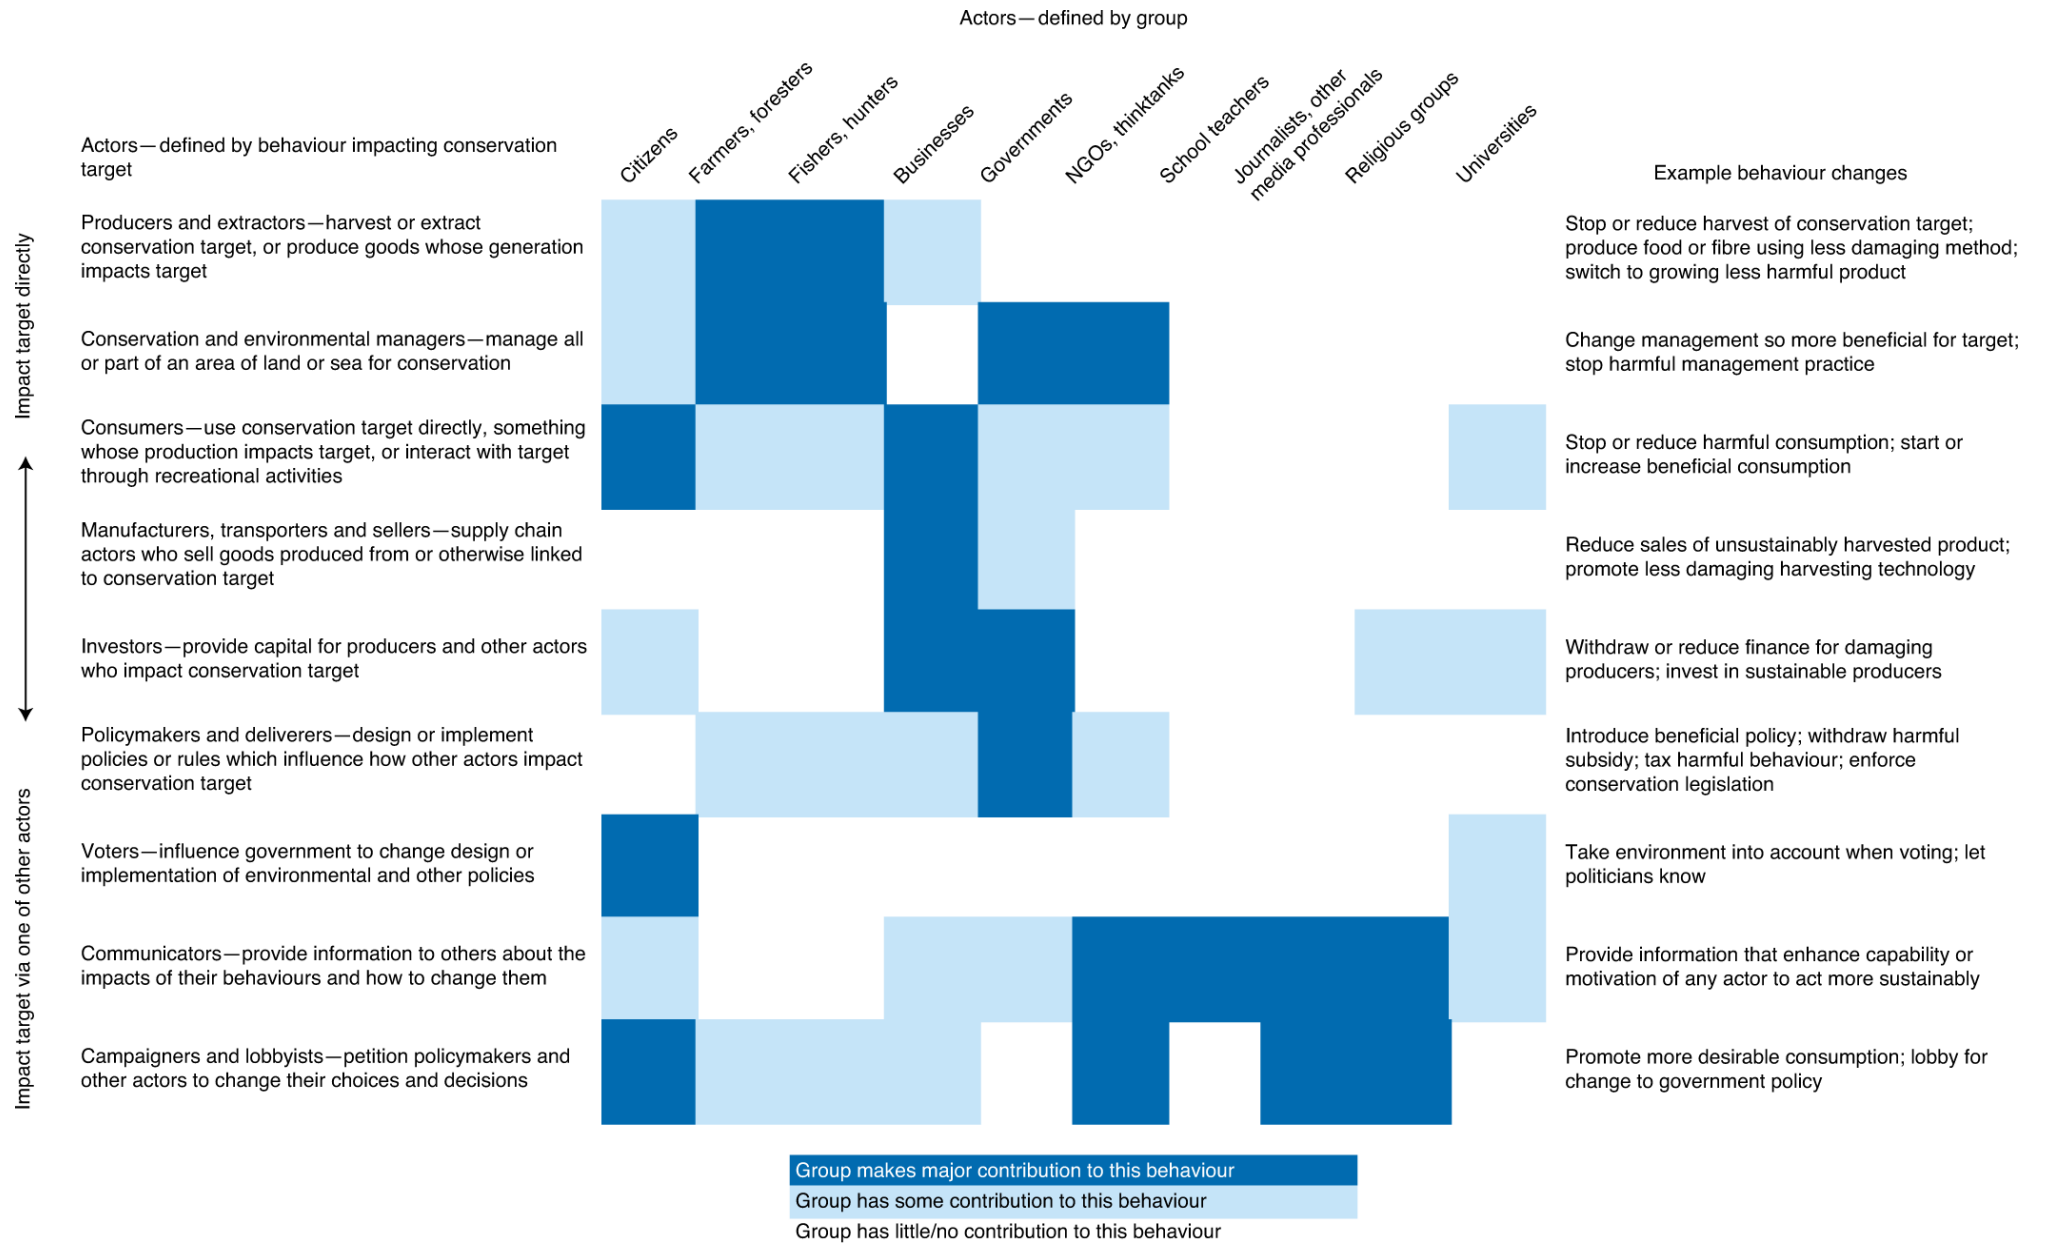 Actors—defined by group
Actors—defined by behaviour impacting conservation
target
Citizens
Farmers, foresters
Fishers, hunters
Businesses
Governments
NGOs, thinktanks
School teachers
Journalists, other
media professionals
Religious groups
Universities
Example behaviour changes
Impact target directly
Impact target via one of other actors
Producers and extractors—harvest or extract
conservation target, or produce goods whose generation
impacts target
Stop or reduce harvest of conservation target;
produce food or fibre using less damaging method;
switch to growing less harmful product
Conservation and environmental managers—manage all
or part of an area of land or sea for conservation
Change management so more beneficial for target;
stop harmful management practice
Consumers—use conservation target directly, something
whose production impacts target, or interact with target
through recreational activities
Stop or reduce harmful consumption; start or
increase beneficial consumption
Manufacturers, transporters and sellers—supply chain
actors who sell goods produced from or otherwise linked
to conservation target
Reduce sales of unsustainably harvested product;
promote less damaging harvesting technology
Investors—provide capital for producers and other actors
who impact conservation target
Withdraw or reduce finance for damaging
producers; invest in sustainable producers
Policymakers and deliverers—design or implement
policies or rules which influence how other actors impact
conservation target
Introduce beneficial policy; withdraw harmful
subsidy; tax harmful behaviour; enforce
conservation legislation
Voters—influence government to change design or
implementation of environmental and other policies
Take environment into account when voting; let
politicians know
Communicators—provide information to others about the
impacts of their behaviours and how to change them
Provide information that enhance capability or
motivation of any actor to act more sustainably
Campaigners and lobbyists—petition policymakers and
other actors to change their choices and decisions
Promote more desirable consumption; lobby for
change to government policy
Group makes major contribution to this behaviour
Group has some contribution to this behaviour
Group has little/no contribution to this behaviour